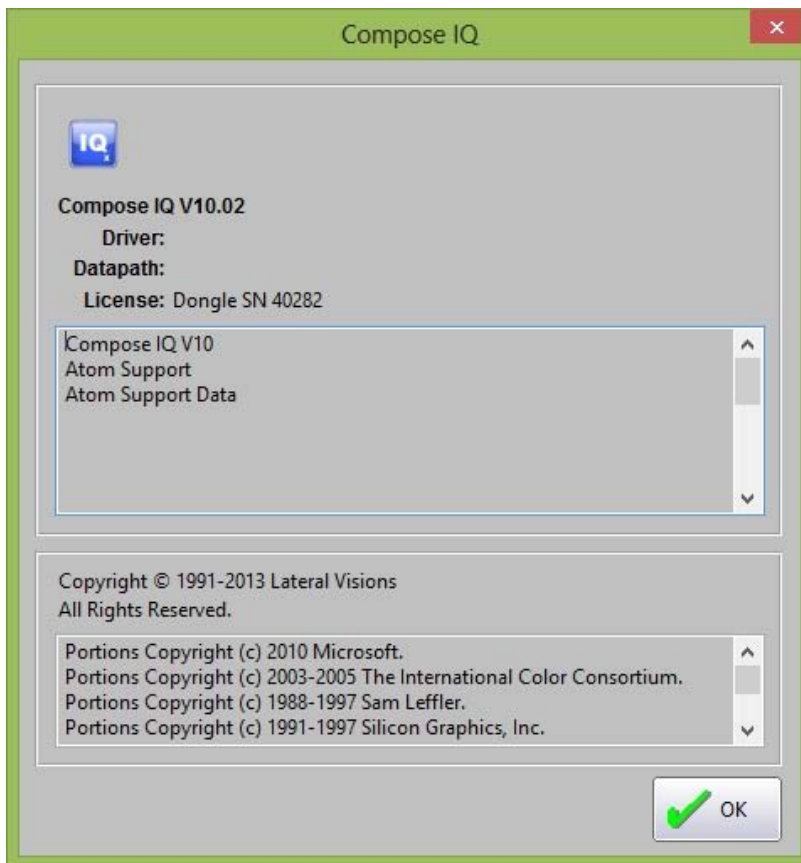 Compose IQ
IQ
x
Compose IQ V10.02
Driver:
Datapath:
License: Dongle SN 40282
Compose IQ V10
Atom Support
Atom Support Data
Copyright © 1991-2013 Lateral Visions
All Rights Reserved.
Portions Copyright (c) 2010 Microsoft.
Portions Copyright (c) 2003-2005 The International Color Consortium.
Portions Copyright (c) 1988-1997 Sam Leffler.
Portions Copyright (c) 1991-1997 Silicon Graphics, Inc.
OK